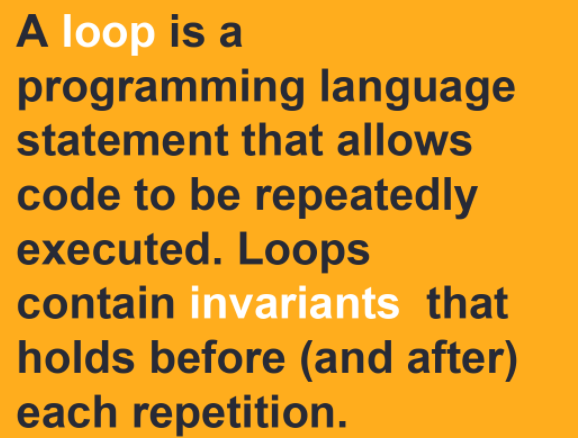 A loop is a
programming language
statement that allows
code to be repeatedly
executed. Loops
contain invariants that
holds before (and after)
each repetition.